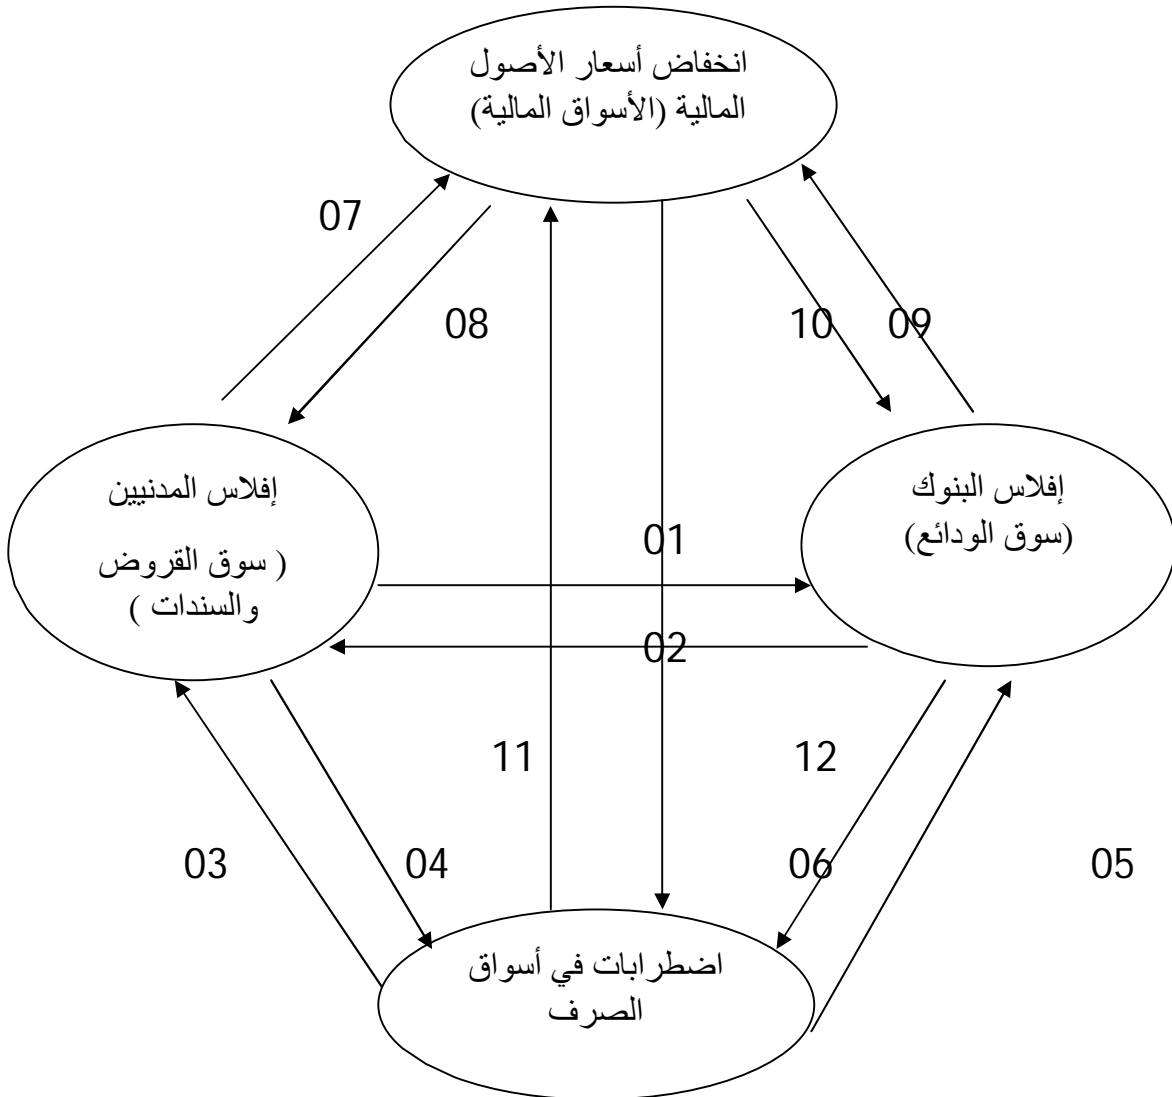 انخفاض أسعار الأصول
المالية (الأسواق المالية)
07
08
10
09
إفلاس المدنيين
( سوق القروض
والسندات )
إفلاس البنوك
(سوق الودائع)
01
02
11
12
03
04
06
05
اضطرابات في أسواق
الصرف